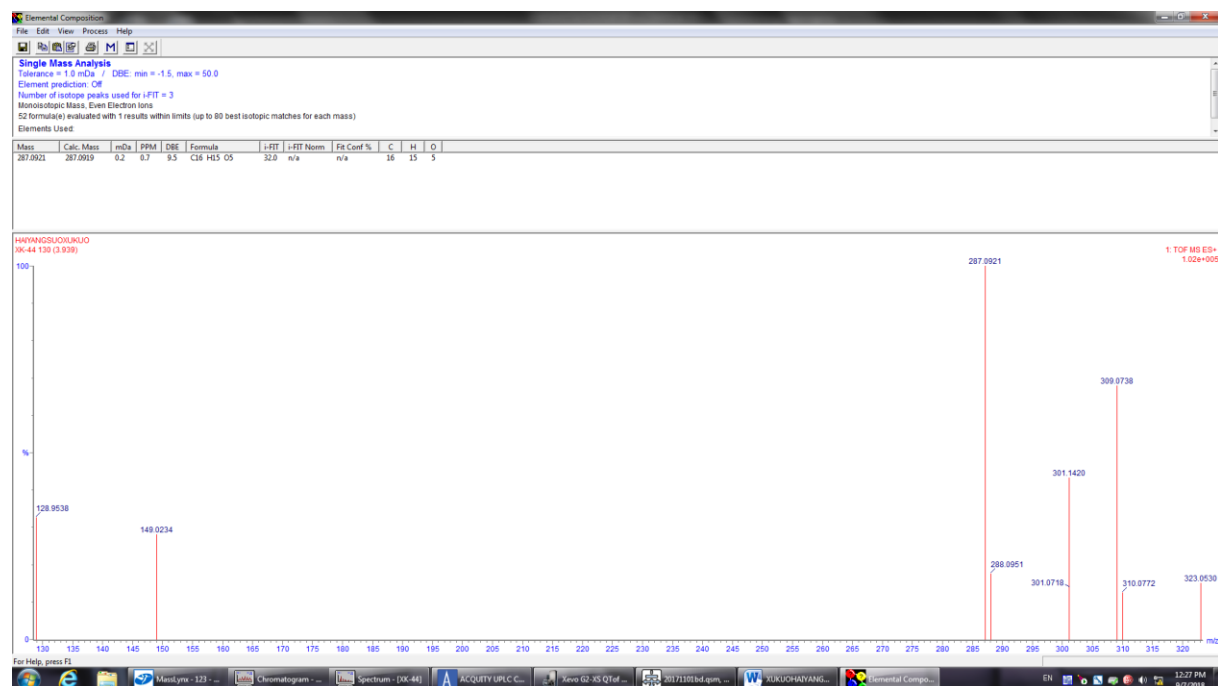 Elemental Composition
File Edit View Process Help
Single Mass Analysis
Tolerance = 1.0 mDa / DBE: min = -1.5, max = 50.0
Element prediction: Off
Number of isotope peaks used for i-FIT = 3
Monoisotopic Mass, Even Electron Ions
52 formula(e) evaluated with 1 results within limits (up to 80 best isotopic matches for each mass)
Elements Used:
Mass Calc. Mass mDa PPM DBE Formula i-FIT i-FIT Norm Fit Conf % C H O
287.0921 287.0919 0.2 0.7 9.5 C16 H15 O5 32.0 n/a n/a 16 15 5
HAIYANGSUOXUKUO
XK-44 130 (3.939)
1: TOF MS ES+
1.02e+005
100
%
0
287.0921
309.0738
301.1420
128.9538
149.0234
288.0951
301.0718
310.0772
323.0530
m/z
130 135 140 145 150 155 160 165 170 175 180 185 190 195 200 205 210 215 220 225 230 235 240 245 250 255 260 265 270 275 280 285 290 295 300 305 310 315 320
For Help, press F1
MassLynx - 123 - ...
Chromatogram - ...
Spectrum - [XK-44]
ACQUITY UPLC C...
Xevo G2-XS QTof ...
20171101bd.qsm, ...
XUKUOHAIYANG...
Elemental Compo...
EN
12:27 PM
9/7/2018